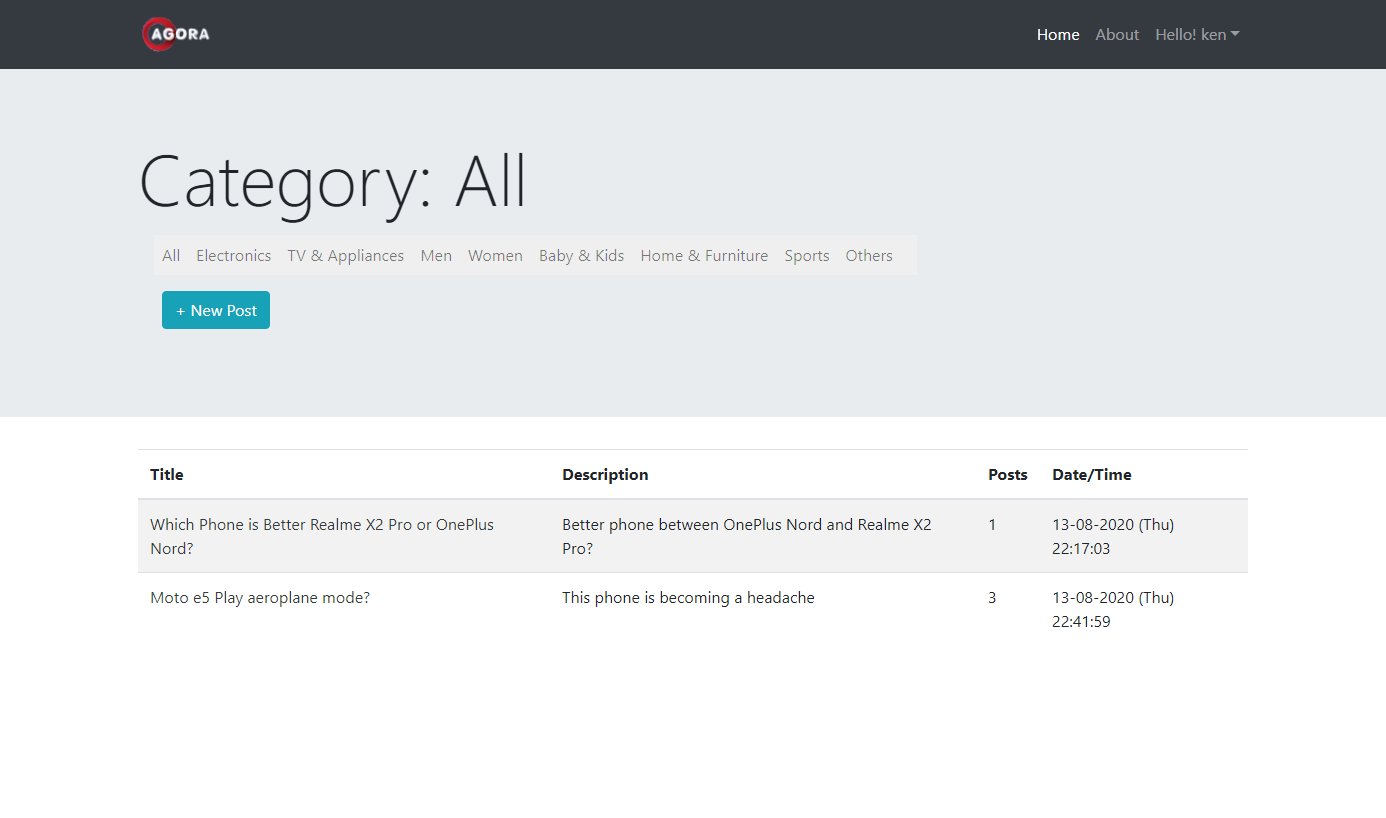 AGORA
Home About Hello! ken
Category: All
All Electronics TV & Appliances Men Women Baby & Kids Home & Furniture Sports Others
+ New Post
Title Description Posts Date/Time
Which Phone is Better Realme X2 Pro or OnePlus Better phone between OnePlus Nord and Realme X2 1 13-08-2020 (Thu)
Nord? Pro? 22:17:03
Moto e5 Play aeroplane mode? This phone is becoming a headache 3 13-08-2020 (Thu)
22:41:59